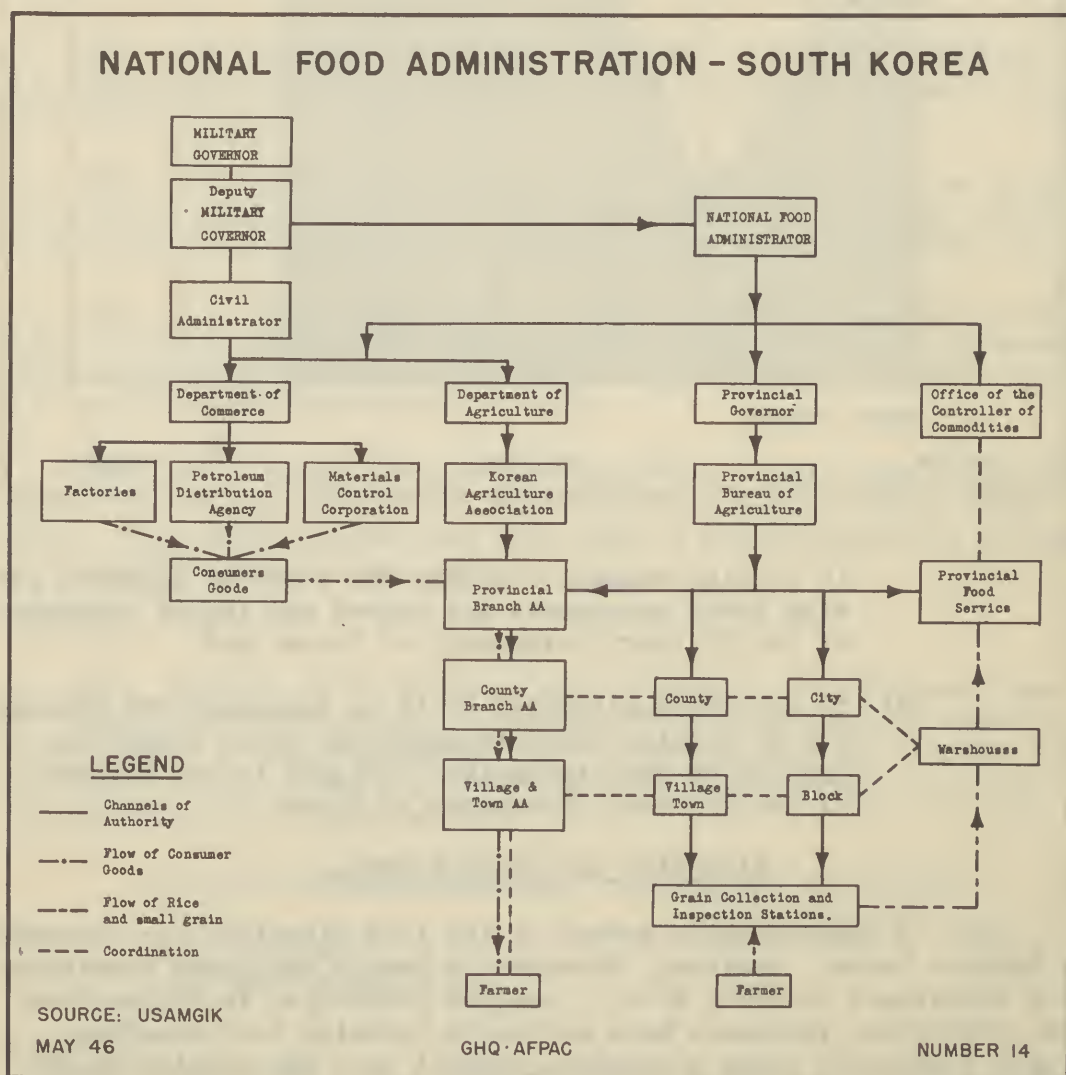 NATIONAL FOOD ADMINISTRATION - SOUTH KOREA
MILITARY
GOVERNOR
Deputy
MILITARY
GOVERNOR
NATIONAL FOOD
ADMINISTRATOR
Civil
Administrator
Department of
Commerce
Department of
Agriculture
Provincial
Governor
Office of the
Controller of
Commodities
Factories
Petroleum
Distribution
Agency
Materials
Control
Corporation
Korean
Agriculture
Association
Provincial
Bureau of
Agriculture
Consumers
Goods
Provincial
Branch AA
Provincial
Food
Service
County
Branch AA
County
City
Warehouses
Village &
Town AA
Village
Town
Block
Grain Collection and
Inspection Stations.
Farmer
Farmer
LEGEND
Channels of
Authority
Flow of Consumer
Goods
Flow of Rice
and small grain
Coordination
SOURCE: USAMGIK
MAY 46
GHQ·AFPAC
NUMBER 14